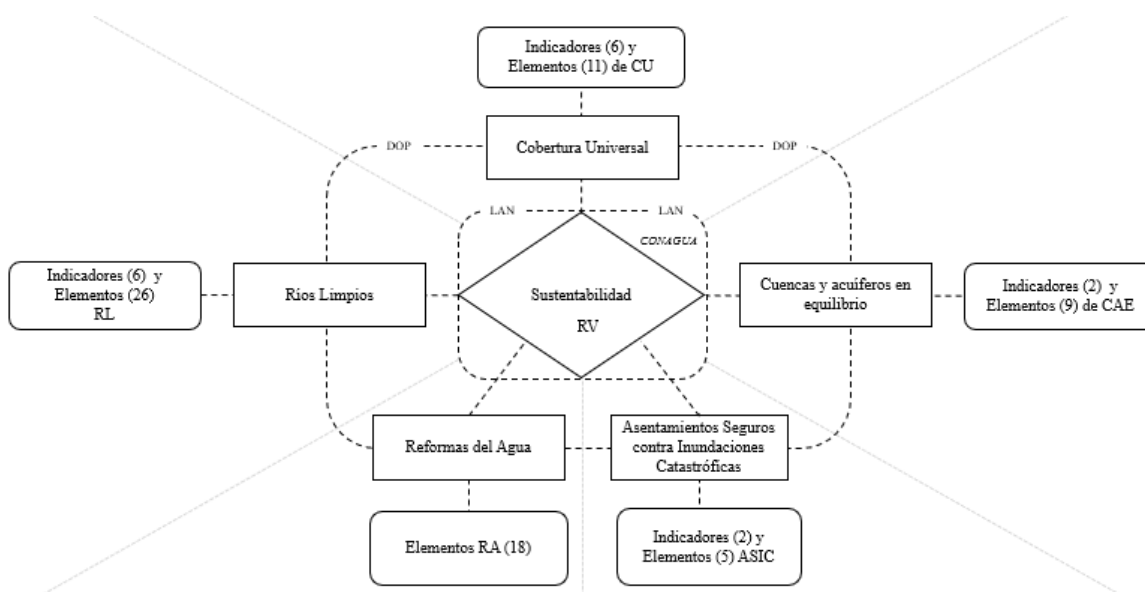 Indicadores (6) y
Elementos (11) de CU
DOP
Cobertura Universal
DOP
LAN
LAN
CONAGUA
Indicadores (6) y
Elementos (26)
RL
Ríos Limpios
Sustentabilidad
RV
Cuencas y acuíferos en
equilibrio
Indicadores (2) y
Elementos (9) de CAE
Reformas del Agua
Asentamientos Seguros
contra Inundaciones
Catastróficas
Elementos RA (18)
Indicadores (2) y
Elementos (5) ASIC